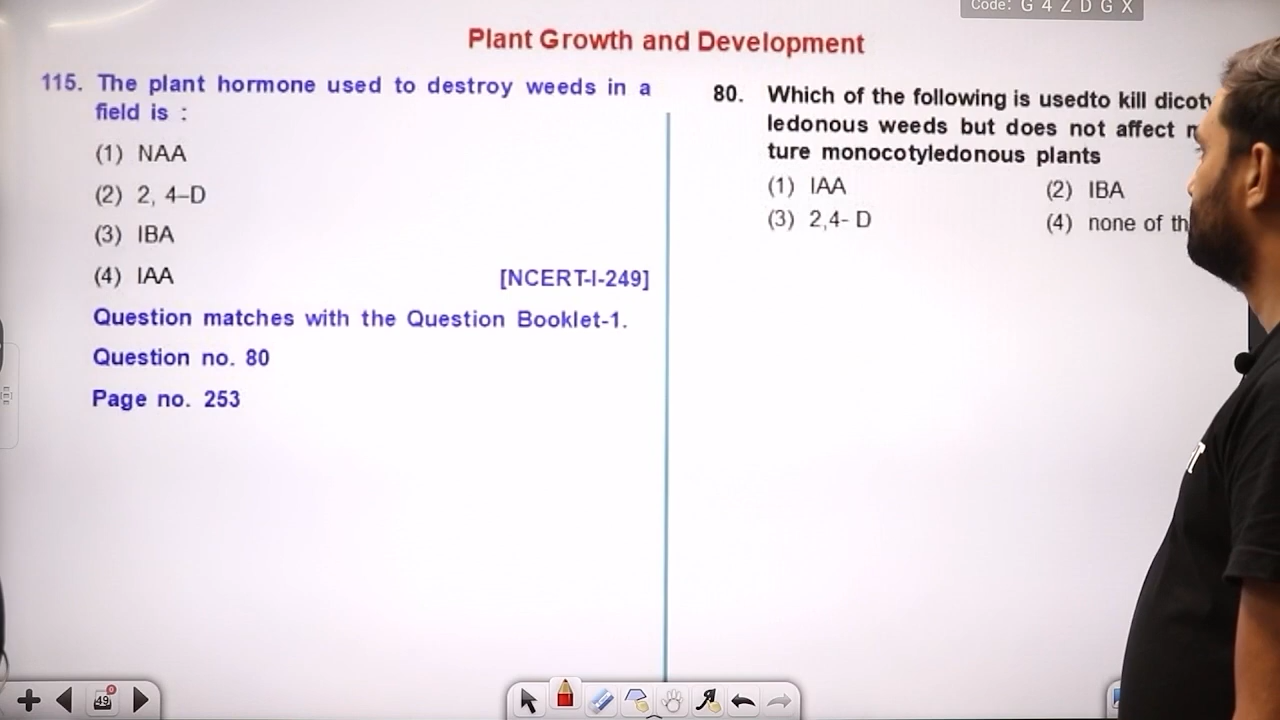 Code: G 4 Z D G X
Plant Growth and Development
115. The plant hormone used to destroy weeds in a
field is :
(1) NAA
(2) 2, 4–D
(3) IBA
(4) IAA [NCERT-I-249]
Question matches with the Question Booklet-1.
Question no. 80
Page no. 253
80. Which of the following is usedto kill dicoty
ledonous weeds but does not affect
ture monocotyledonous plants
(1) IAA (2) IBA
(3) 2,4- D (4) none of th
49